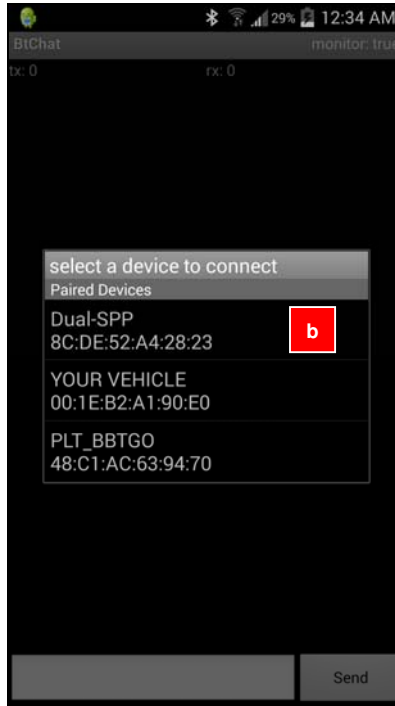 29% 12:34 AM
BtChat monitor: true
tx: 0 rx: 0
select a device to connect
Paired Devices
Dual-SPP
8C:DE:52:A4:28:23
b
YOUR VEHICLE
00:1E:B2:A1:90:E0
PLT_BBTGO
48:C1:AC:63:94:70
Send